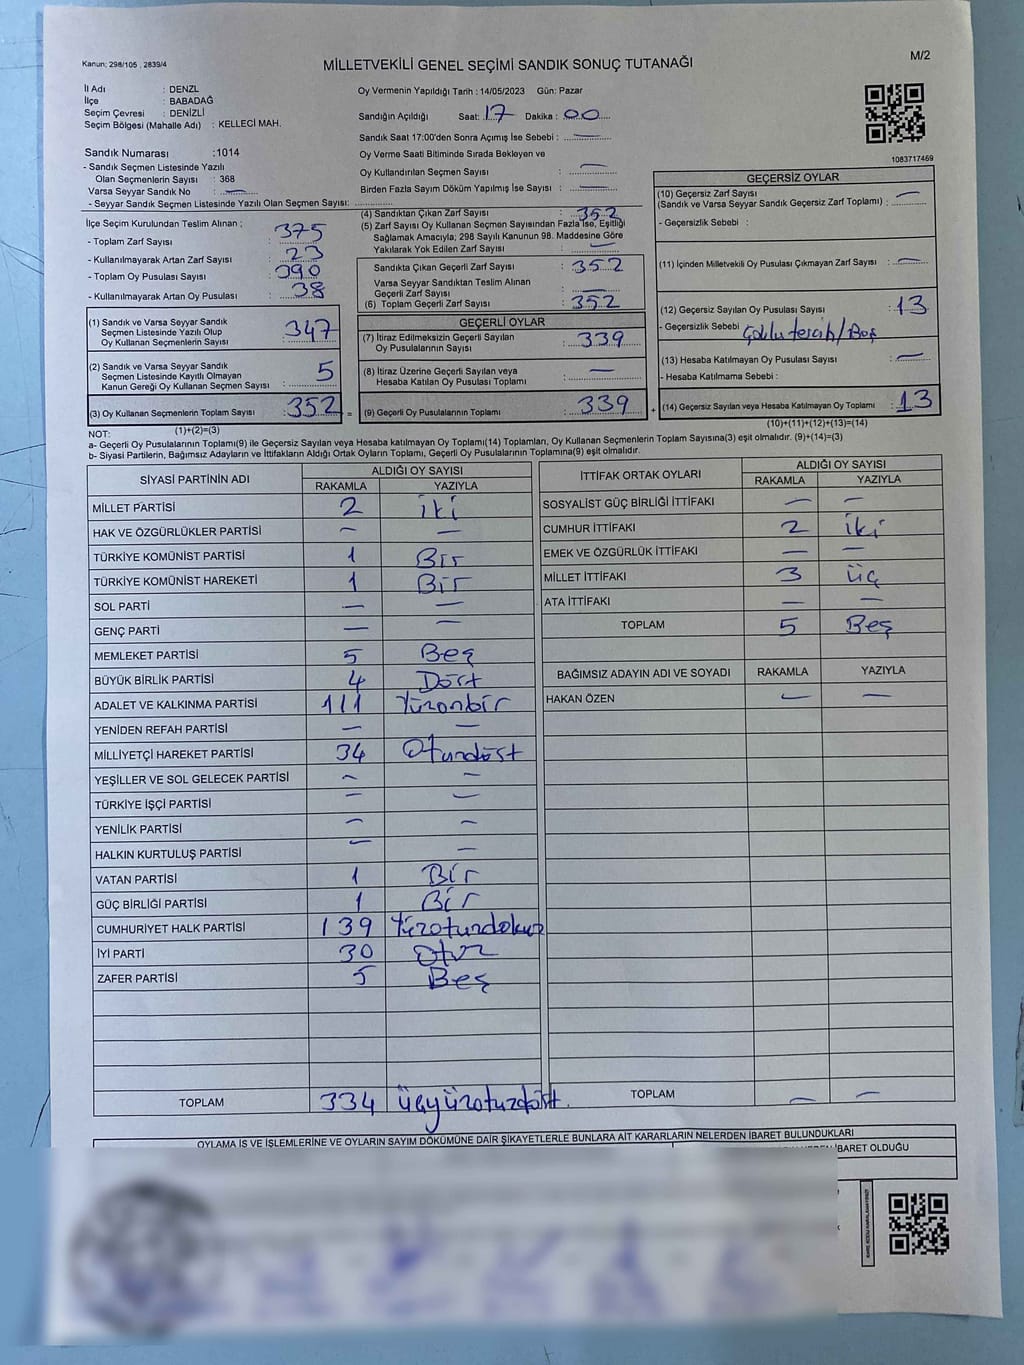 Kanun: 298/105 , 2839/4
MİLLETVEKİLİ GENEL SEÇİMİ SANDIK SONUÇ TUTANAĞI
M/2
İl Adı : DENZL
İlçe : BABADAĞ
Seçim Çevresi : DENİZLİ
Seçim Bölgesi (Mahalle Adı) : KELLECİ MAH.
Sandık Numarası :1014
- Sandık Seçmen Listesinde Yazılı
Olan Seçmenlerin Sayısı : 368
Varsa Seyyar Sandık No : —
- Seyyar Sandık Seçmen Listesinde Yazılı Olan Seçmen Sayısı:
Oy Vermenin Yapıldığı Tarih : 14/05/2023 Gün: Pazar
Sandığın Açıldığı Saat: 17 Dakika : 00
Sandık Saat 17:00'den Sonra Açımış İse Sebebi : —
Oy Verme Saati Bitiminde Sırada Bekleyen ve
Oy Kullandırılan Seçmen Sayısı : —
Birden Fazla Sayım Döküm Yapılmış İse Sayısı : —
1083717469
İlçe Seçim Kurulundan Teslim Alınan ;
- Toplam Zarf Sayısı : 375
- Kullanılmayarak Artan Zarf Sayısı : 23
- Toplam Oy Pusulası Sayısı : 390
- Kullanılmayarak Artan Oy Pusulası : 38
(1) Sandık ve Varsa Seyyar Sandık
Seçmen Listesinde Yazılı Olup
Oy Kullanan Seçmenlerin Sayısı : 347
(2) Sandık ve Varsa Seyyar Sandık
Seçmen Listesinde Kayıtlı Olmayan
Kanun Gereği Oy Kullanan Seçmen Sayısı : 5
(3) Oy Kullanan Seçmenlerin Toplam Sayısı : 352 =
(1)+(2)=(3)
(4) Sandıktan Çıkan Zarf Sayısı : 352
(5) Zarf Sayısı Oy Kullanan Seçmen Sayısından Fazla İse, Eşitliği
Sağlamak Amacıyla; 298 Sayılı Kanunun 98. Maddesine Göre
Yakılarak Yok Edilen Zarf Sayısı : —
Sandıkta Çıkan Geçerli Zarf Sayısı : 352
Varsa Seyyar Sandıktan Teslim Alınan
Geçerli Zarf Sayısı : —
(6) Toplam Geçerli Zarf Sayısı : 352
GEÇERLİ OYLAR
(7) İtiraz Edilmeksizin Geçerli Sayılan
Oy Pusulalarının Sayısı : 339
(8) İtiraz Üzerine Geçerli Sayılan veya
Hesaba Katılan Oy Pusulası Toplamı : —
(9) Geçerli Oy Pusulalarının Toplamı : 339 +
GEÇERSİZ OYLAR
(10) Geçersiz Zarf Sayısı
(Sandık ve Varsa Seyyar Sandık Geçersiz Zarf Toplamı) : —
- Geçersizlik Sebebi :
(11) İçinden Milletvekili Oy Pusulası Çıkmayan Zarf Sayısı : —
(12) Geçersiz Sayılan Oy Pusulası Sayısı : 13
- Geçersizlik Sebebi Çoklu tercih/Boş
(13) Hesaba Katılmayan Oy Pusulası Sayısı : —
- Hesaba Katılmama Sebebi :
(14) Geçersiz Sayılan veya Hesaba Katılmayan Oy Toplamı : 13
(10)+(11)+(12)+(13)=(14)
NOT:
a- Geçerli Oy Pusulalarının Toplamı(9) ile Geçersiz Sayılan veya Hesaba katılmayan Oy Toplamı(14) Toplamları, Oy Kullanan Seçmenlerin Toplam Sayısına(3) eşit olmalıdır. (9)+(14)=(3)
b- Siyasi Partilerin, Bağımsız Adayların ve İttifakların Aldığı Ortak Oyların Toplamı, Geçerli Oy Pusulalarının Toplamına(9) eşit olmalıdır.
SİYASİ PARTİNİN ADI ALDIĞI OY SAYISI
RAKAMLA YAZIYLA
MİLLET PARTİSİ 2 iki
HAK VE ÖZGÜRLÜKLER PARTİSİ — —
TÜRKİYE KOMÜNİST PARTİSİ 1 Bir
TÜRKİYE KOMÜNİST HAREKETİ 1 Bir
SOL PARTİ — —
GENÇ PARTİ — —
MEMLEKET PARTİSİ 5 Beş
BÜYÜK BİRLİK PARTİSİ 4 Dört
ADALET VE KALKINMA PARTİSİ 111 Yüzonbir
YENİDEN REFAH PARTİSİ — —
MİLLİYETÇİ HAREKET PARTİSİ 34 Otuzdört
YEŞİLLER VE SOL GELECEK PARTİSİ — —
TÜRKİYE İŞÇİ PARTİSİ — —
YENİLİK PARTİSİ — —
HALKIN KURTULUŞ PARTİSİ — —
VATAN PARTİSİ 1 Bir
GÜÇ BİRLİĞİ PARTİSİ 1 Bir
CUMHURİYET HALK PARTİSİ 139 Yüzotuzdokuz
İYİ PARTİ 30 Otuz
ZAFER PARTİSİ 5 Beş
TOPLAM 334 üçyüzotuzdört.
İTTİFAK ORTAK OYLARI ALDIĞI OY SAYISI
RAKAMLA YAZIYLA
SOSYALİST GÜÇ BİRLİĞİ İTTİFAKI — —
CUMHUR İTTİFAKI 2 iki
EMEK VE ÖZGÜRLÜK İTTİFAKI — —
MİLLET İTTİFAKI 3 üç
ATA İTTİFAKI — —
TOPLAM 5 Beş
BAĞIMSIZ ADAYIN ADI VE SOYADI RAKAMLA YAZIYLA
HAKAN ÖZEN — —
TOPLAM — —
OYLAMA İŞ VE İŞLEMLERİNE VE OYLARIN SAYIM DÖKÜMÜNE DAİR ŞİKAYETLERLE BUNLARA AİT KARARLARIN NELERDEN İBARET BULUNDUKLARI
İBARET OLDUĞU